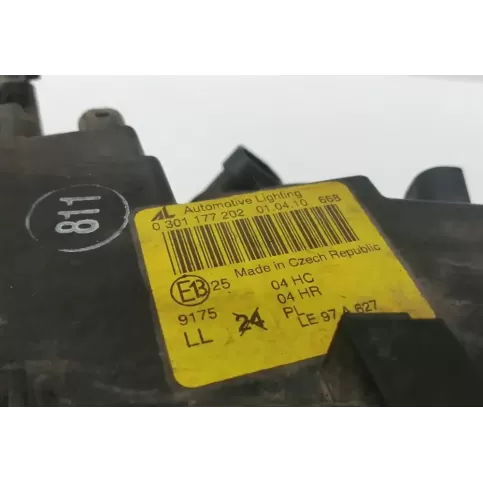 811
AL Automotive Lighting
0 301 177 202 01.04.10 668
Made in Czech Republic
E13 25 04 HC
9175 04 HR
LL 24 PL LE 97 A 627